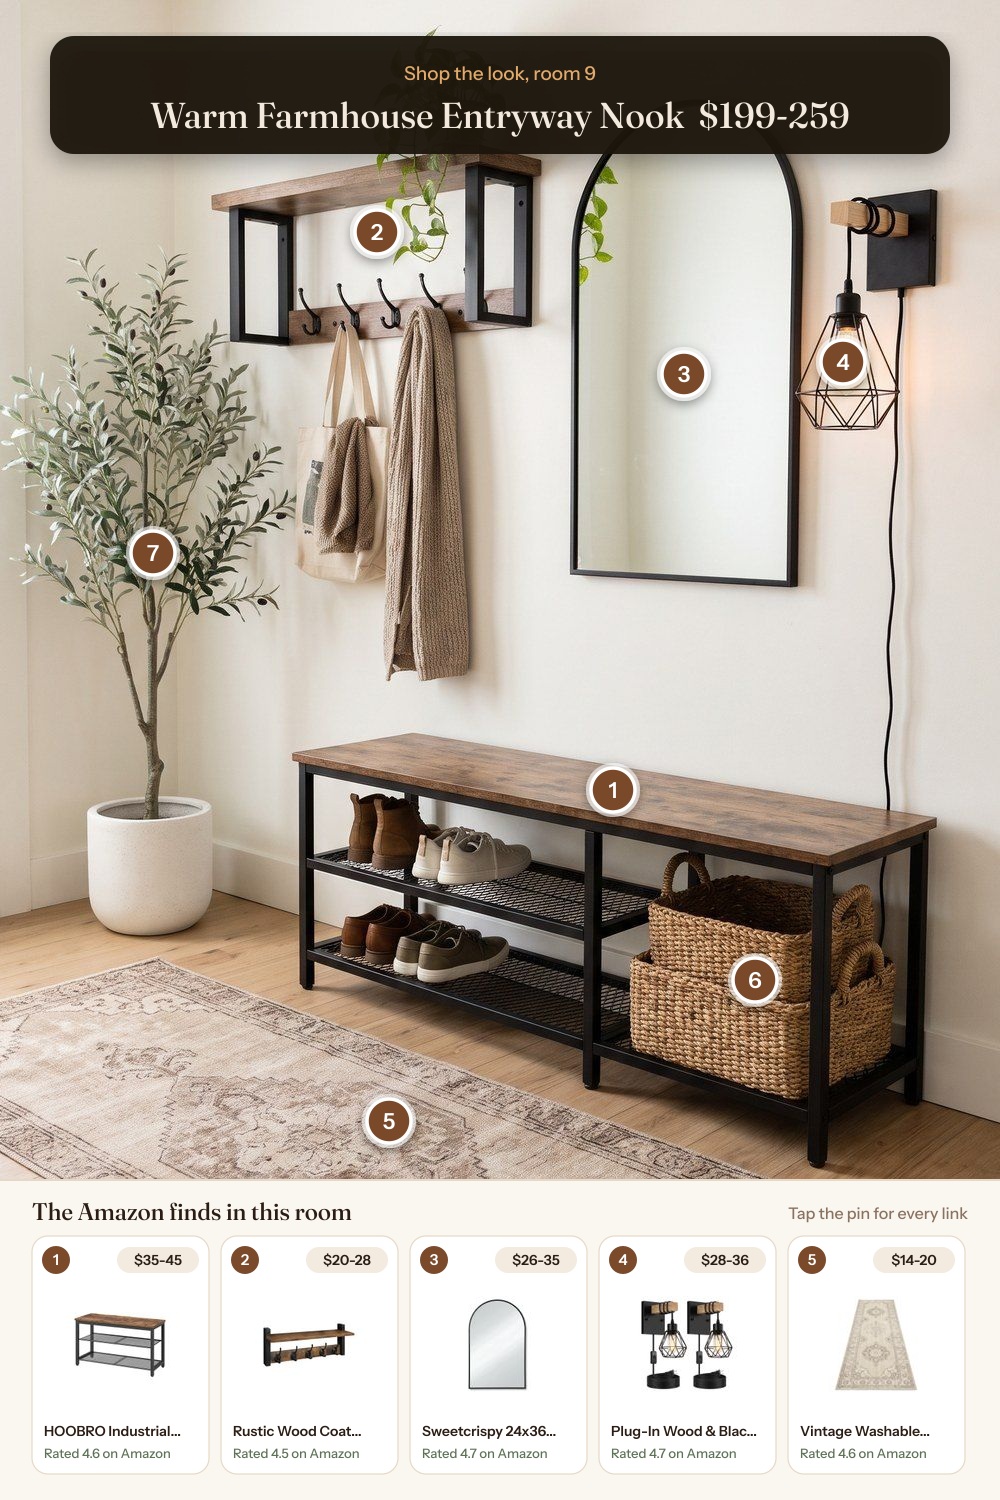 Shop the look, room 9
Warm Farmhouse Entryway Nook $199-259
2
3
4
7
1
6
5
The Amazon finds in this room
Tap the pin for every link
1 $35-45
HOOBRO Industrial...
Rated 4.6 on Amazon
2 $20-28
Rustic Wood Coat...
Rated 4.5 on Amazon
3 $26-35
Sweetcrispy 24x36...
Rated 4.7 on Amazon
4 $28-36
Plug-In Wood & Blac...
Rated 4.7 on Amazon
5 $14-20
Vintage Washable...
Rated 4.6 on Amazon